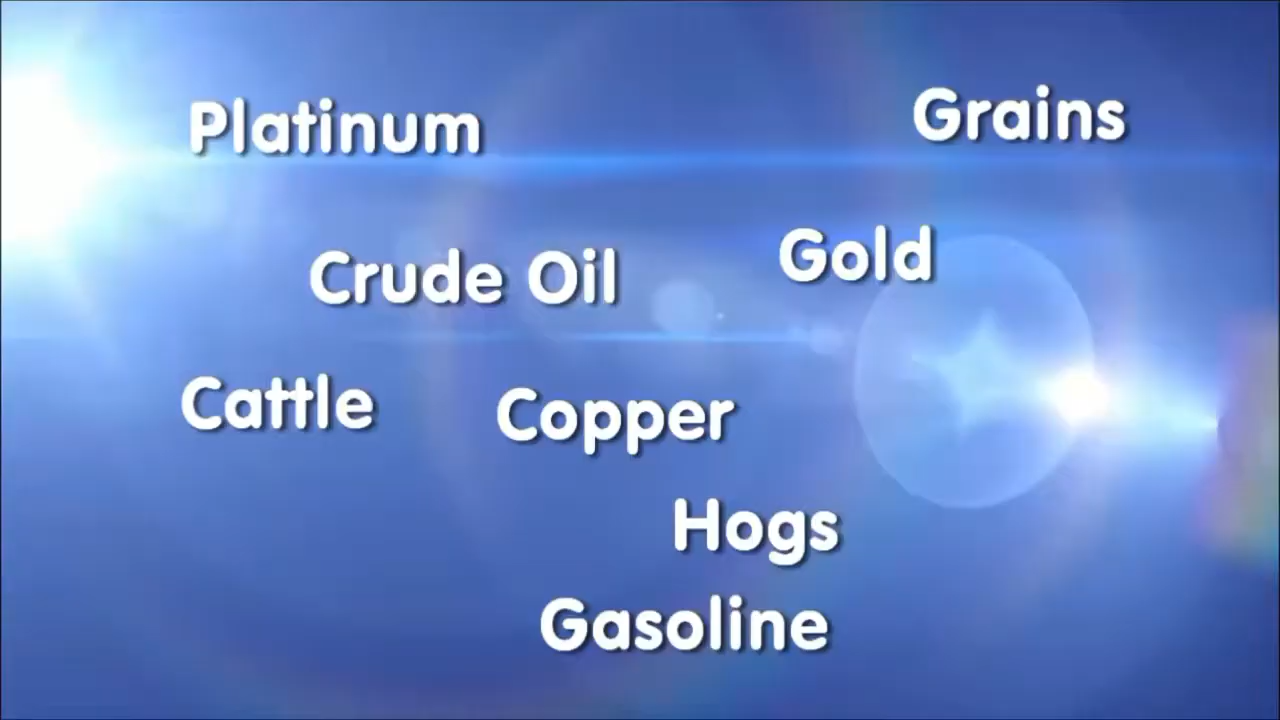 Platinum
Grains
Crude Oil
Gold
Cattle
Copper
Hogs
Gasoline